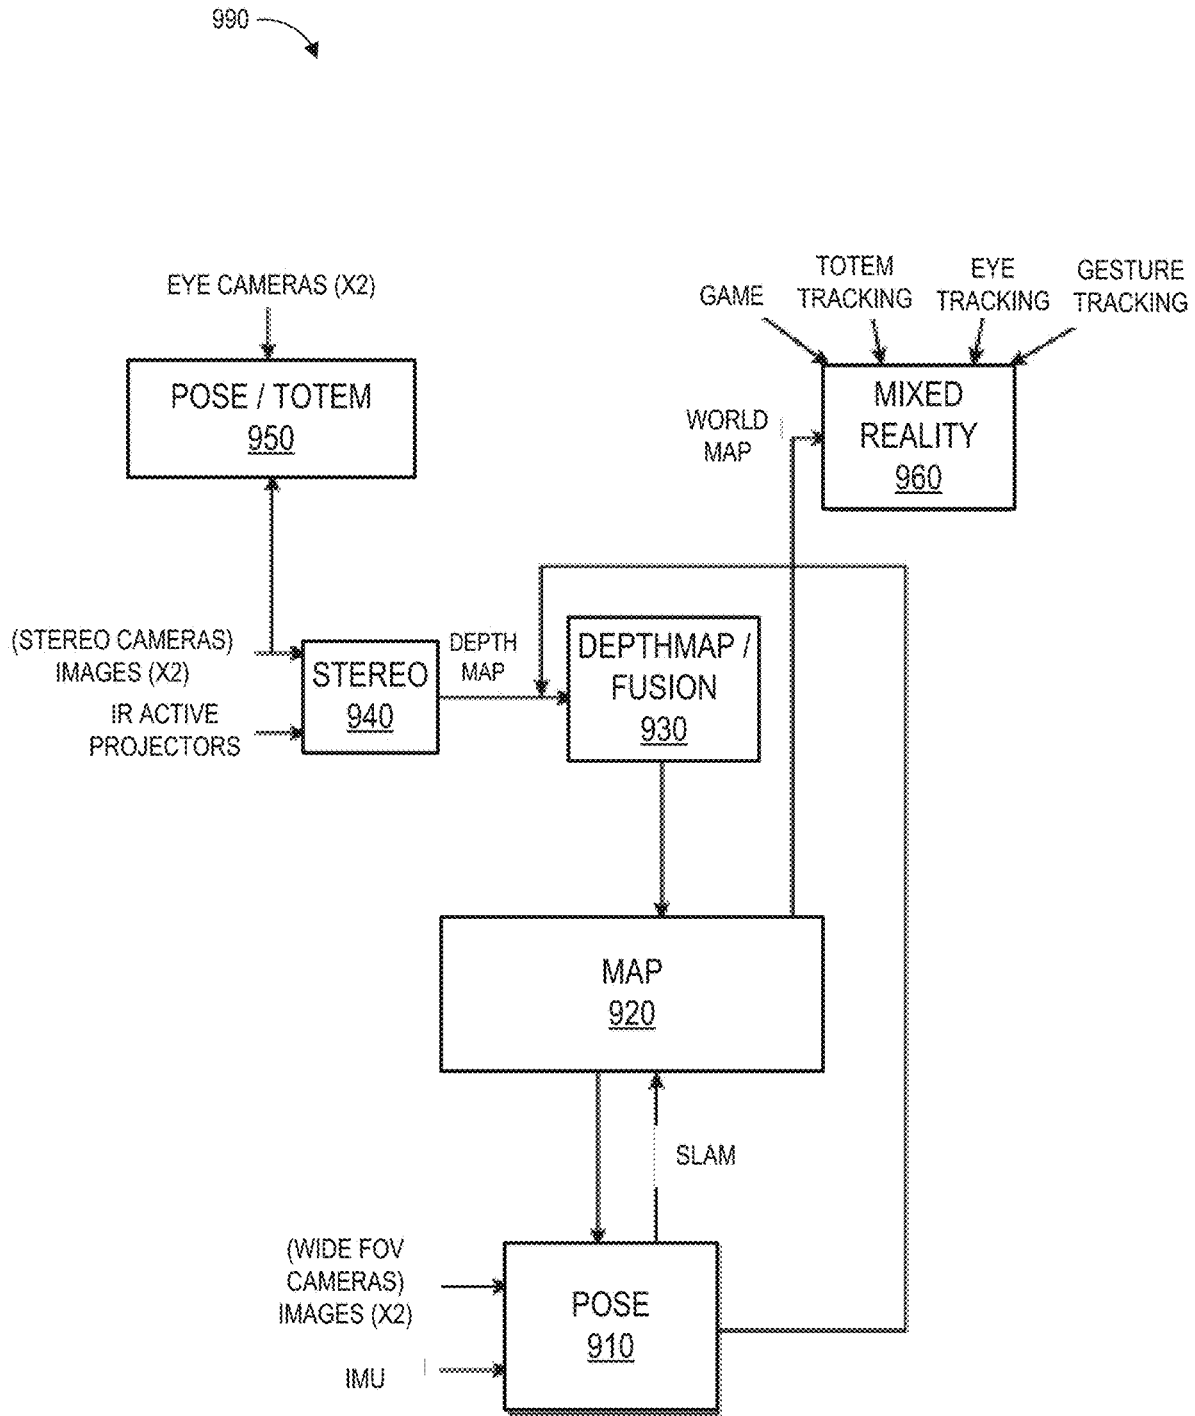 990
EYE CAMERAS (X2)
POSE / TOTEM
950
GAME
TOTEM
TRACKING
EYE
TRACKING
GESTURE
TRACKING
MIXED
REALITY
960
WORLD
MAP
(STEREO CAMERAS)
IMAGES (X2)
IR ACTIVE
PROJECTORS
STEREO
940
DEPTH
MAP
DEPTHMAP /
FUSION
930
MAP
920
SLAM
(WIDE FOV
CAMERAS)
IMAGES (X2)
IMU
POSE
910